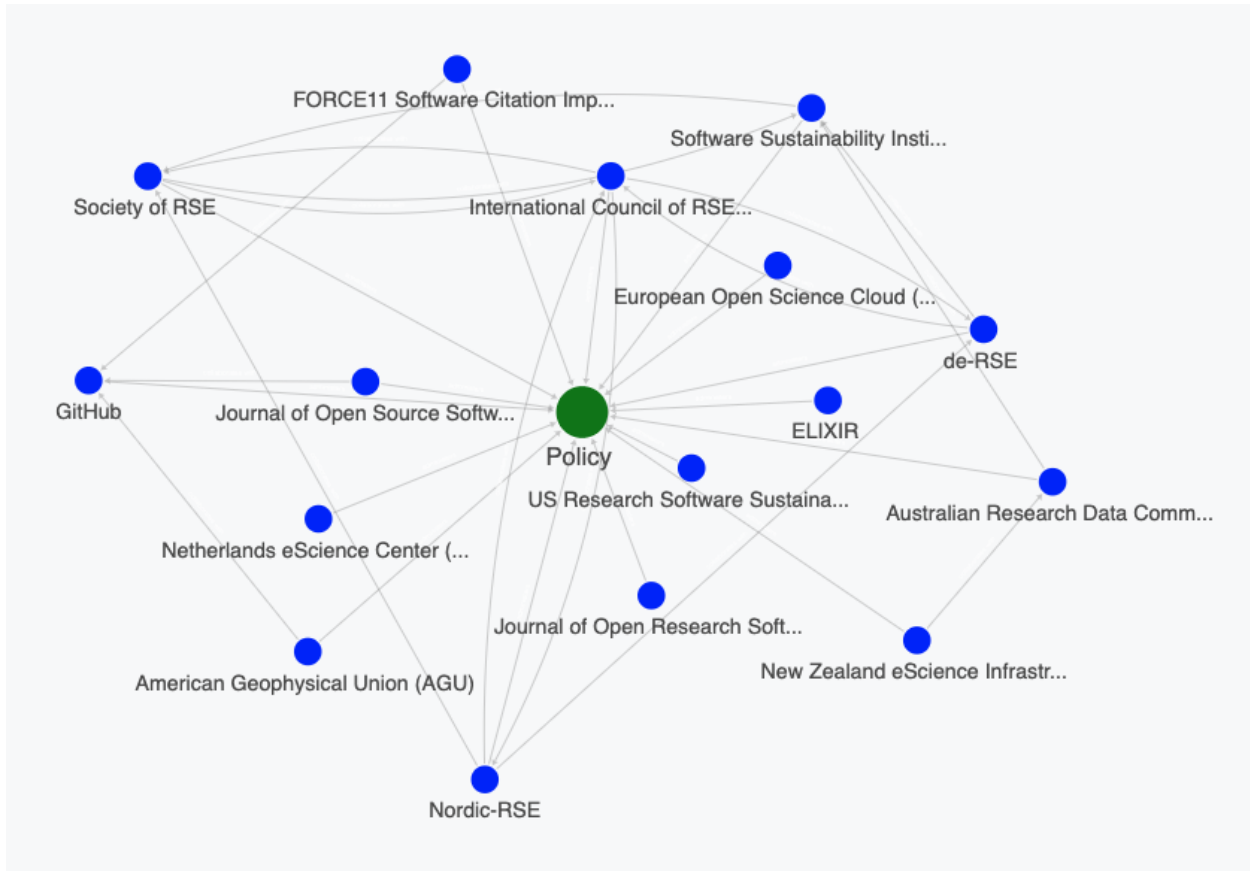 FORCE11 Software Citation Imp...
Software Sustainability Insti...
Society of RSE
International Council of RSE...
European Open Science Cloud (...
de-RSE
GitHub
Journal of Open Source Softw...
ELIXIR
Policy
US Research Software Sustaina...
Australian Research Data Comm...
Netherlands eScience Center (...
Journal of Open Research Soft...
New Zealand eScience Infrastr...
American Geophysical Union (AGU)
Nordic-RSE